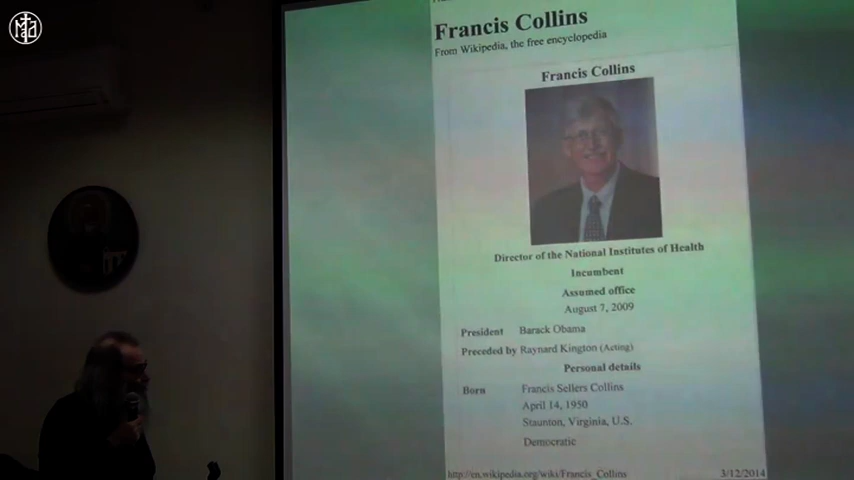 Francis Collins
From Wikipedia, the free encyclopedia
Francis Collins
Director of the National Institutes of Health
Incumbent
Assumed office
August 7, 2009
President Barack Obama
Preceded by Raynard Kington (Acting)
Personal details
Born Francis Sellers Collins
April 14, 1950
Staunton, Virginia, U.S.
Democratic
http://en.wikipedia.org/wiki/Francis_Collins 3/12/2014